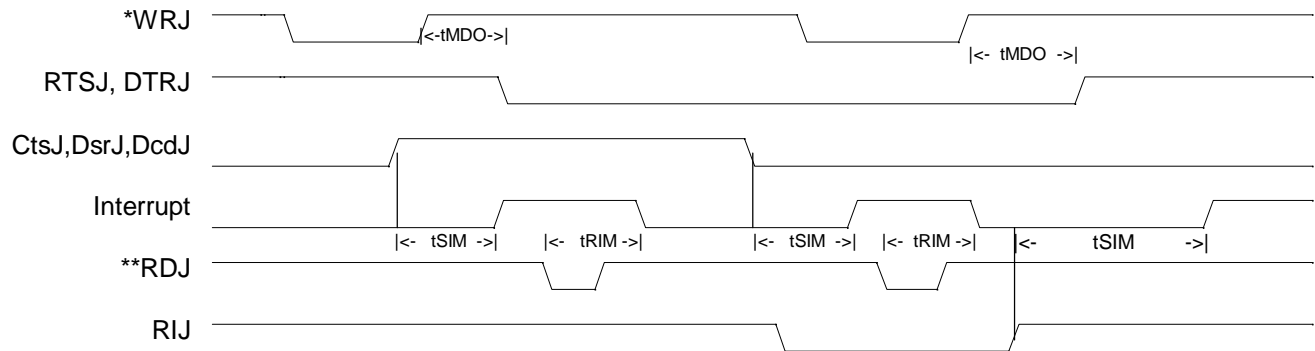 *WRJ
|<-tMDO->|
|<- tMDO ->|
RTSJ, DTRJ
CtsJ,DsrJ,DcdJ
Interrupt
|<- tSIM ->| |<- tRIM ->| |<- tSIM ->| |<- tRIM ->| |<- tSIM ->|
**RDJ
RIJ